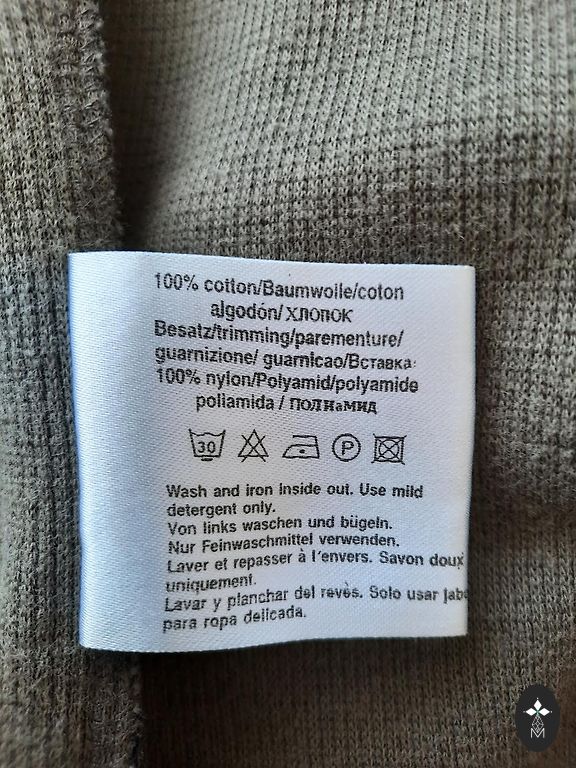 100% cotton/Baumwolle/coton
algodón/ хлопок
Besatz/trimming/parementure/
guarnizione/ guarnicao/Вставка:
100% nylon/Polyamid/polyamide
poliamida / полиамид
30
P
Wash and iron inside out. Use mild
detergent only.
Von links waschen und bügeln.
Nur Feinwaschmittel verwenden.
Laver et repasser à l'envers. Savon doux
uniquement.
Lavar y planchar del revès. Solo usar jabo
para ropa delicada.
M